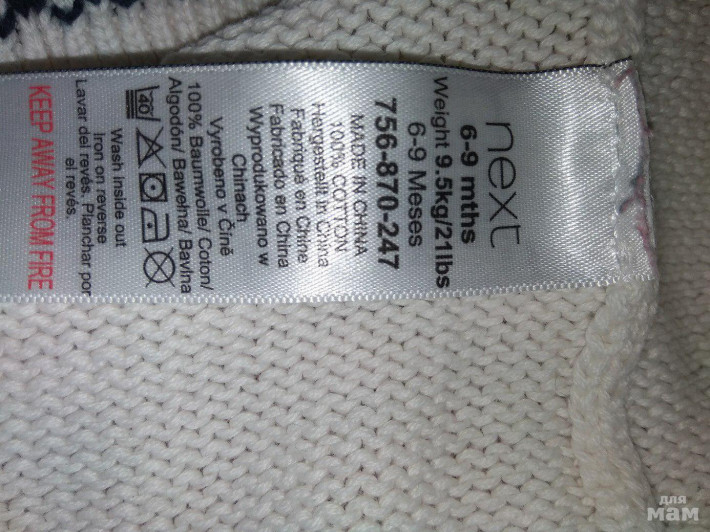 next
6-9 mths
Weight 9.5kg/21lbs
6-9 Meses
756-870-247
MADE IN CHINA
100% COTTON
Hergestellt in China
Fabriqué en Chine
Fabricado en China
Wyprodukowano w
Chinach
Vyrobeno v Číně
100% Baumwolle/ Coton/
Algodón/ Bawełna/ Bavlna
40
Wash inside out
Iron on reverse
Lavar del revés. Planchar por
el revés.
KEEP AWAY FROM FIRE
для
мам